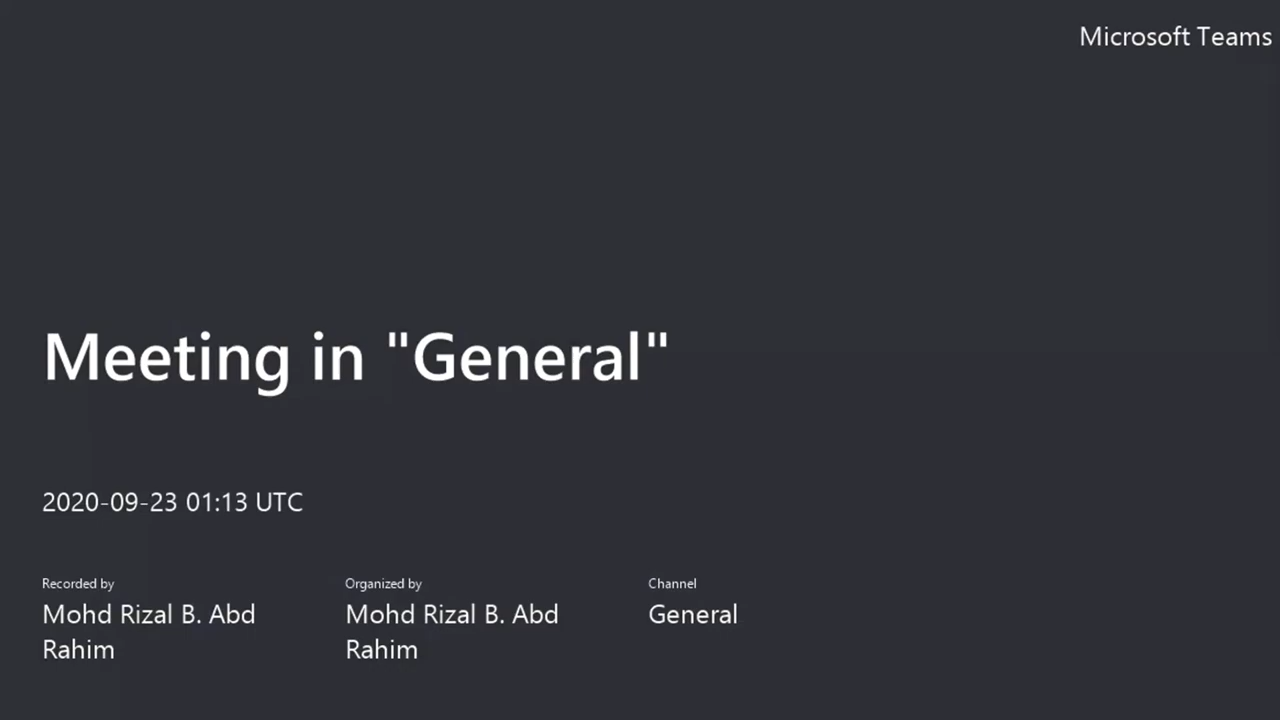 Microsoft Teams
Meeting in "General"
2020-09-23 01:13 UTC
Recorded by
Mohd Rizal B. Abd
Rahim
Organized by
Mohd Rizal B. Abd
Rahim
Channel
General